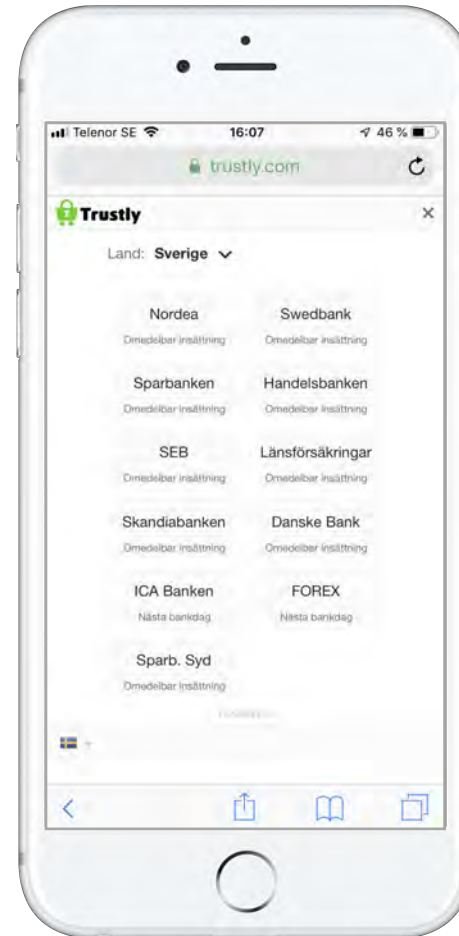 Telenor SE 16:07 46 %
trustly.com
Trustly ×
Land: Sverige
Nordea Swedbank
Omedelbar insättning Omedelbar insättning
Sparbanken Handelsbanken
Omedelbar insättning Omedelbar insättning
SEB Länsförsäkringar
Omedelbar insättning Omedelbar insättning
Skandiabanken Danske Bank
Omedelbar insättning Omedelbar insättning
ICA Banken FOREX
Nästa bankdag Nästa bankdag
Sparb. Syd
Omedelbar insättning